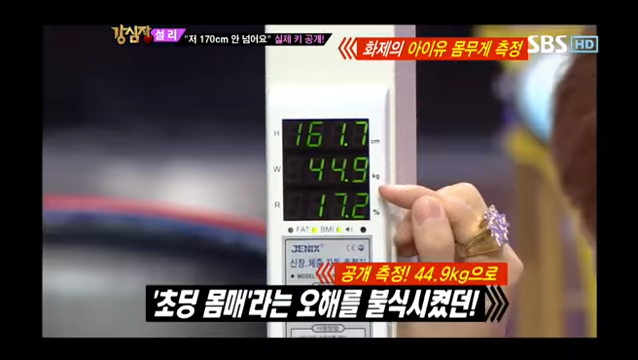 강심장 설리 "저 170cm 안 넘어요" 실제 키 공개!
화제의 아이유 몸무게 측정
SBS HD
H 161.7 cm
W 44.9 kg
R 17.2 %
FAT BMI
JENIX CE
신장.체중 자동 측정기
MODEL
공개 측정! 44.9kg으로
'초딩 몸매'라는 오해를 불식시켰던!